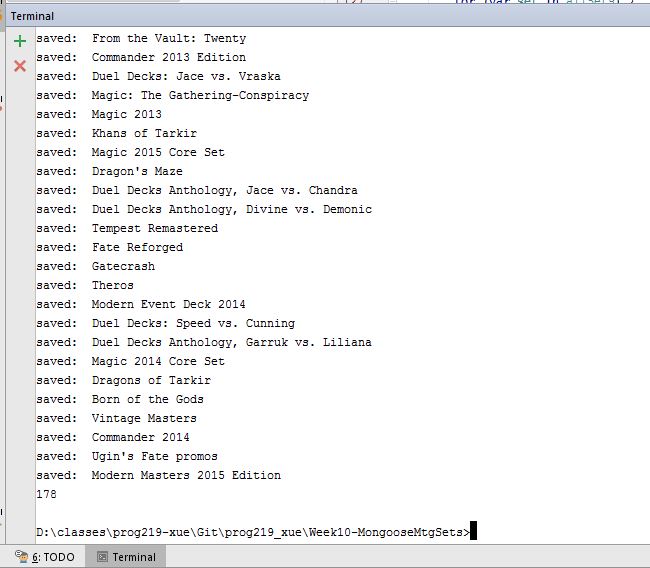 Terminal
saved:  From the Vault: Twenty
saved:  Commander 2013 Edition
saved:  Duel Decks: Jace vs. Vraska
saved:  Magic: The Gathering-Conspiracy
saved:  Magic 2013
saved:  Khans of Tarkir
saved:  Magic 2015 Core Set
saved:  Dragon's Maze
saved:  Duel Decks Anthology, Jace vs. Chandra
saved:  Duel Decks Anthology, Divine vs. Demonic
saved:  Tempest Remastered
saved:  Fate Reforged
saved:  Gatecrash
saved:  Theros
saved:  Modern Event Deck 2014
saved:  Duel Decks: Speed vs. Cunning
saved:  Duel Decks Anthology, Garruk vs. Liliana
saved:  Magic 2014 Core Set
saved:  Dragons of Tarkir
saved:  Born of the Gods
saved:  Vintage Masters
saved:  Commander 2014
saved:  Ugin's Fate promos
saved:  Modern Masters 2015 Edition
178
D:\classes\prog219-xue\Git\prog219_xue\Week10-MongooseMtgSets>
6: TODO Terminal